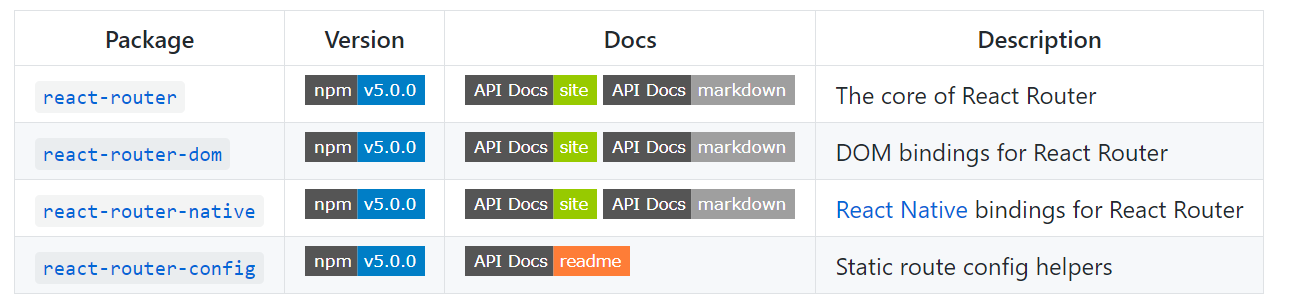 Package Version Docs Description
react-router npm v5.0.0 API Docs site API Docs markdown The core of React Router
react-router-dom npm v5.0.0 API Docs site API Docs markdown DOM bindings for React Router
react-router-native npm v5.0.0 API Docs site API Docs markdown React Native bindings for React Router
react-router-config npm v5.0.0 API Docs readme Static route config helpers